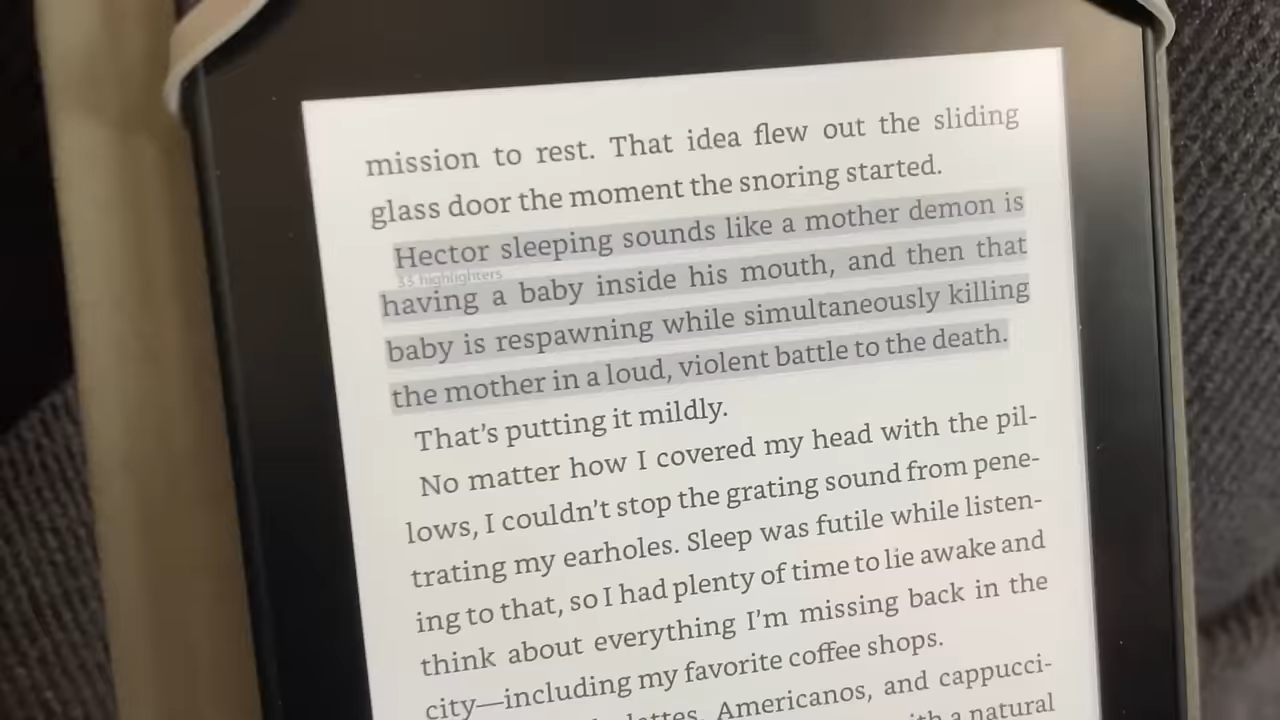 mission to rest. That idea flew out the sliding
glass door the moment the snoring started.
Hector sleeping sounds like a mother demon is
33 highlighters
having a baby inside his mouth, and then that
baby is respawning while simultaneously killing
the mother in a loud, violent battle to the death.
That’s putting it mildly.
No matter how I covered my head with the pil-
lows, I couldn’t stop the grating sound from pene-
trating my earholes. Sleep was futile while listen-
ing to that, so I had plenty of time to lie awake and
think about everything I’m missing back in the
city—including my favorite coffee shops.
Americanos, and cappucci-
a natural